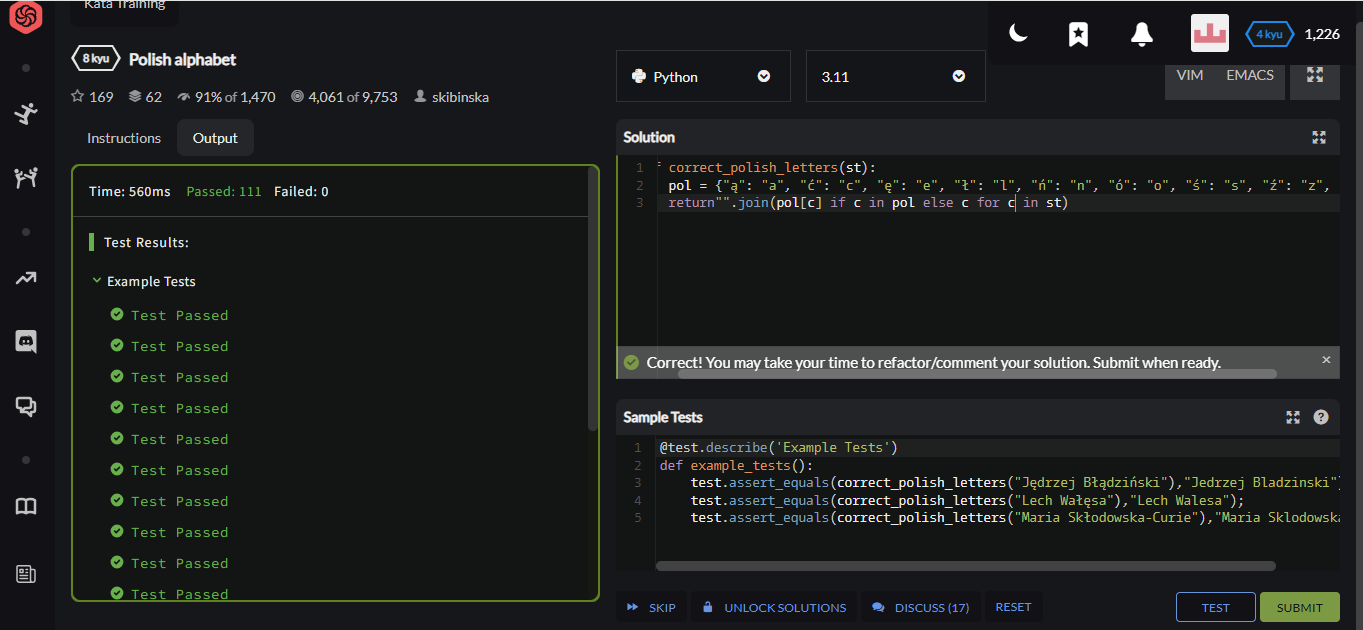 Kata Training
8 kyu Polish alphabet
4 kyu 1,226
Python
3.11
VIM EMACS
169 62 91% of 1,470 4,061 of 9,753 skibinska
Instructions Output
Time: 560ms Passed: 111 Failed: 0
Test Results:
Example Tests
Test Passed
Test Passed
Test Passed
Test Passed
Test Passed
Test Passed
Test Passed
Test Passed
Test Passed
Test Passed
Solution
1 correct_polish_letters(st):
2 pol = {"ą": "a", "ć": "c", "ę": "e", "ł": "l", "ń": "n", "ó": "o", "ś": "s", "ź": "z",
3 return"".join(pol[c] if c in pol else c for c in st)
Correct! You may take your time to refactor/comment your solution. Submit when ready.
Sample Tests
1 @test.describe('Example Tests')
2 def example_tests():
3 test.assert_equals(correct_polish_letters("Jędrzej Błądziński"),"Jedrzej Bladzinski")
4 test.assert_equals(correct_polish_letters("Lech Wałęsa"),"Lech Walesa");
5 test.assert_equals(correct_polish_letters("Maria Skłodowska-Curie"),"Maria Sklodowska
SKIP UNLOCK SOLUTIONS DISCUSS (17) RESET TEST SUBMIT